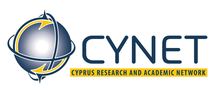 CYNET
CYPRUS RESEARCH AND ACADEMIC NETWORK